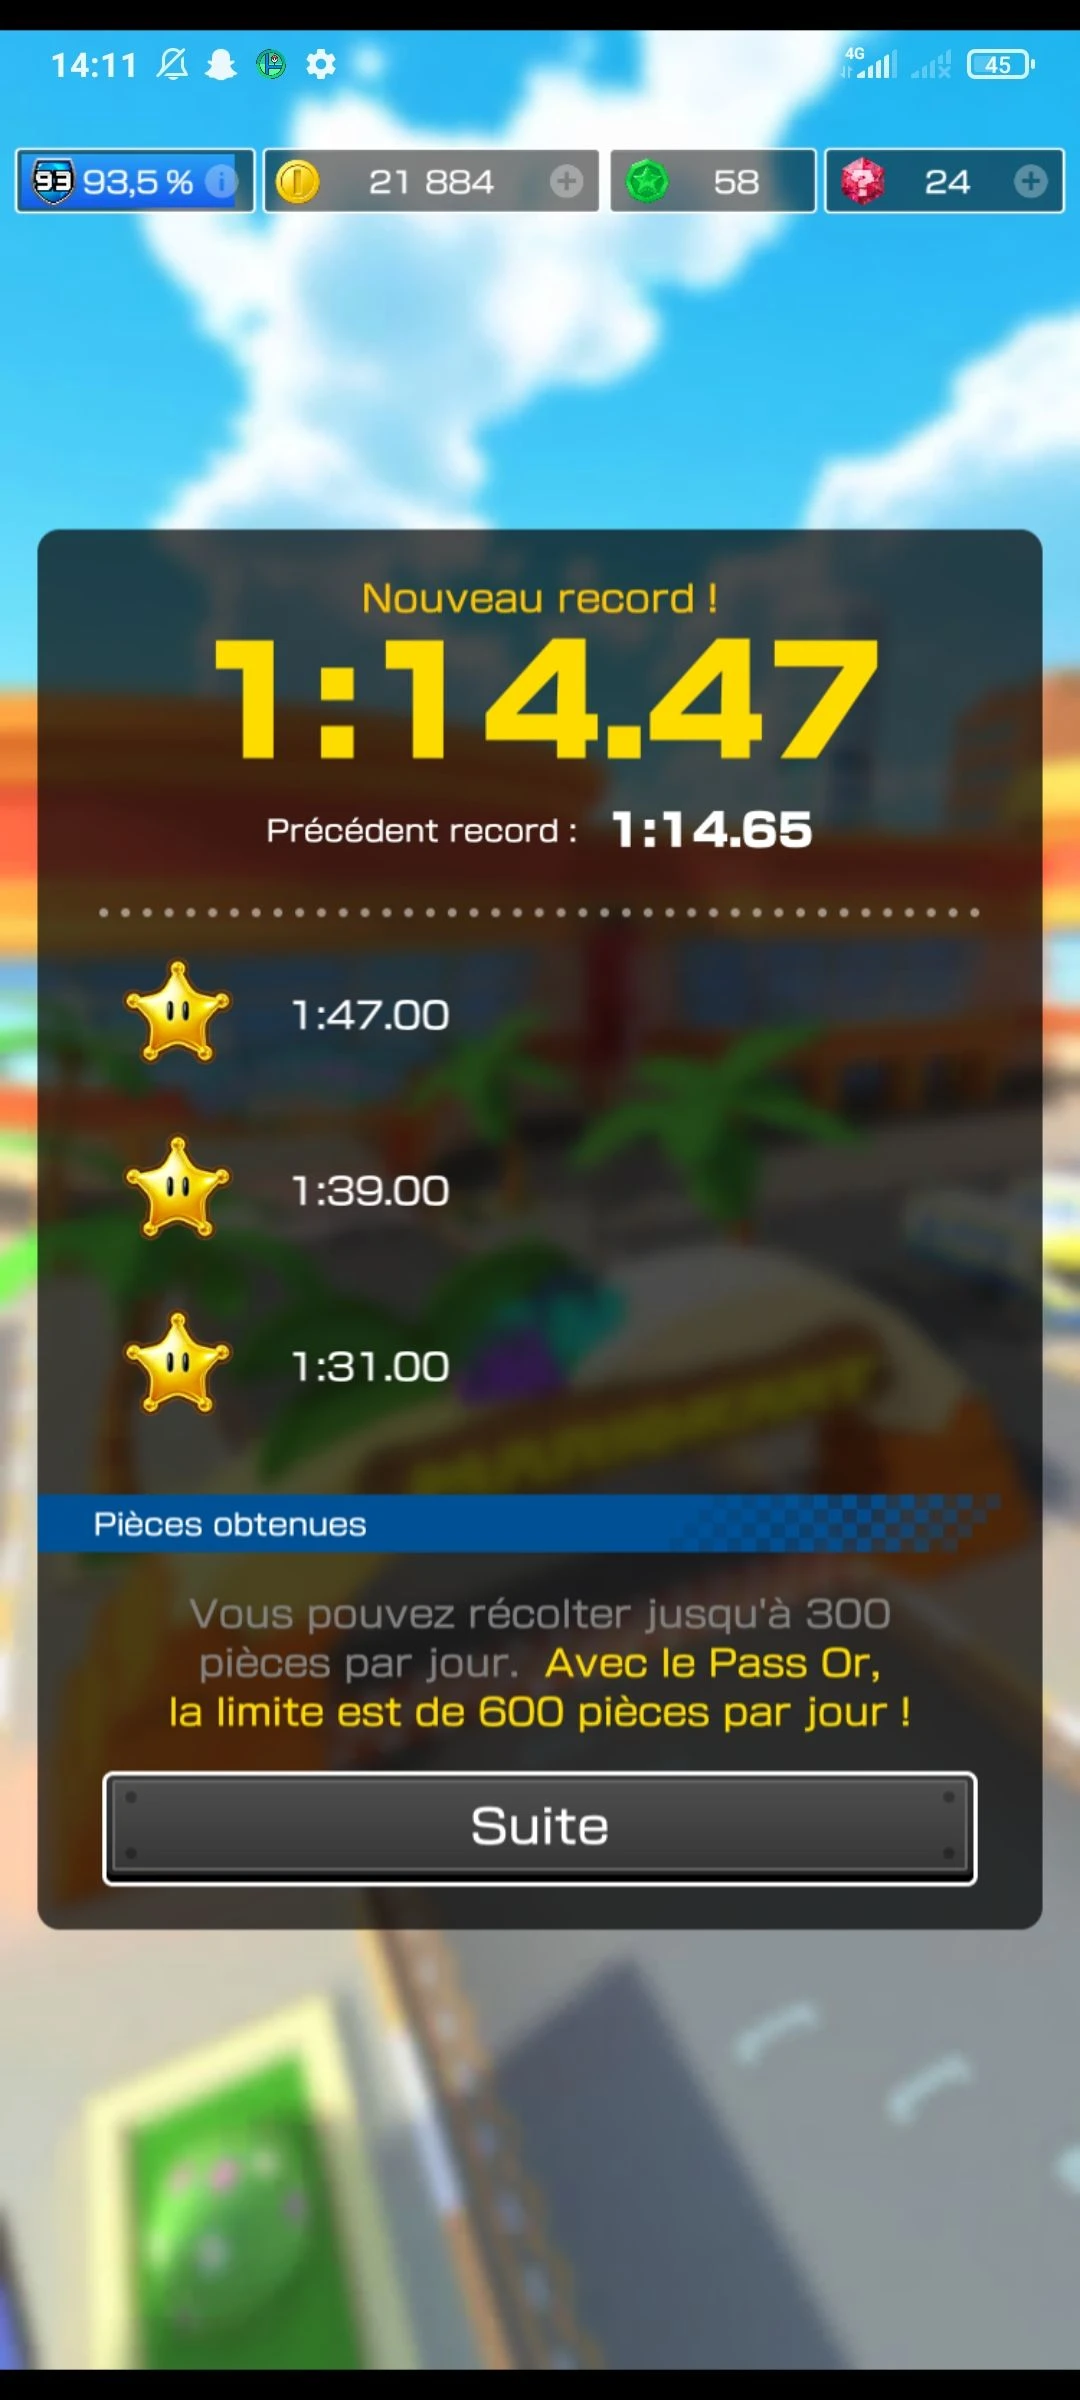 14:11 4G 45
93 93,5 % 21 884 58 24
Nouveau record !
1:14.47
Précédent record : 1:14.65
1:47.00
1:39.00
1:31.00
Pièces obtenues
Vous pouvez récolter jusqu'à 300
pièces par jour. Avec le Pass Or,
la limite est de 600 pièces par jour !
Suite